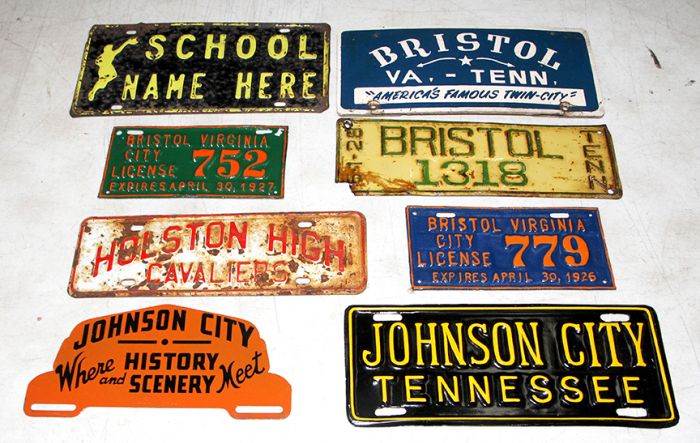 SCHOOL
NAME HERE
BRISTOL
VA. - TENN.
"AMERICA'S FAMOUS TWIN-CITY"
BRISTOL VIRGINIA
CITY
LICENSE 752
EXPIRES APRIL 30, 1927
BRISTOL
1318
TENN
HOLSTON HIGH
CAVALIERS
BRISTOL VIRGINIA
CITY
LICENSE 779
EXPIRES APRIL 30, 1926
JOHNSON CITY
Where HISTORY
and SCENERY Meet
JOHNSON CITY
TENNESSEE